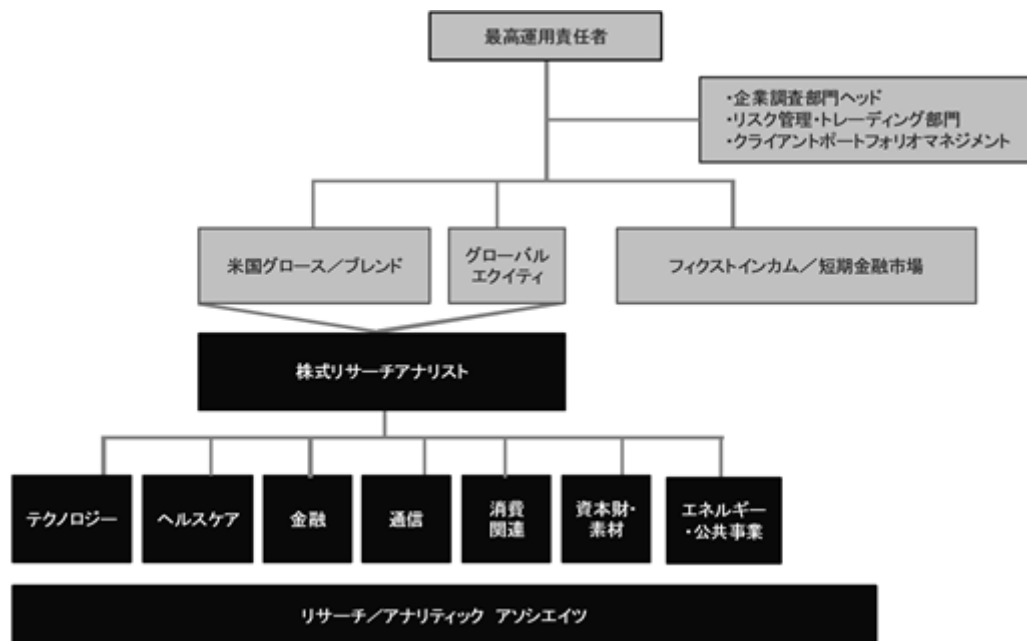 最高運用責任者
・企業調査部門ヘッド
・リスク管理・トレーディング部門
・クライアントポートフォリオマネジメント
米国グロース／ブレンド
グローバル
エクイティ
フィクストインカム／短期金融市場
株式リサーチアナリスト
テクノロジー
ヘルスケア
金融
通信
消費
関連
資本財・
素材
エネルギー
・公共事業
リサーチ／アナリティック アソシエイツ